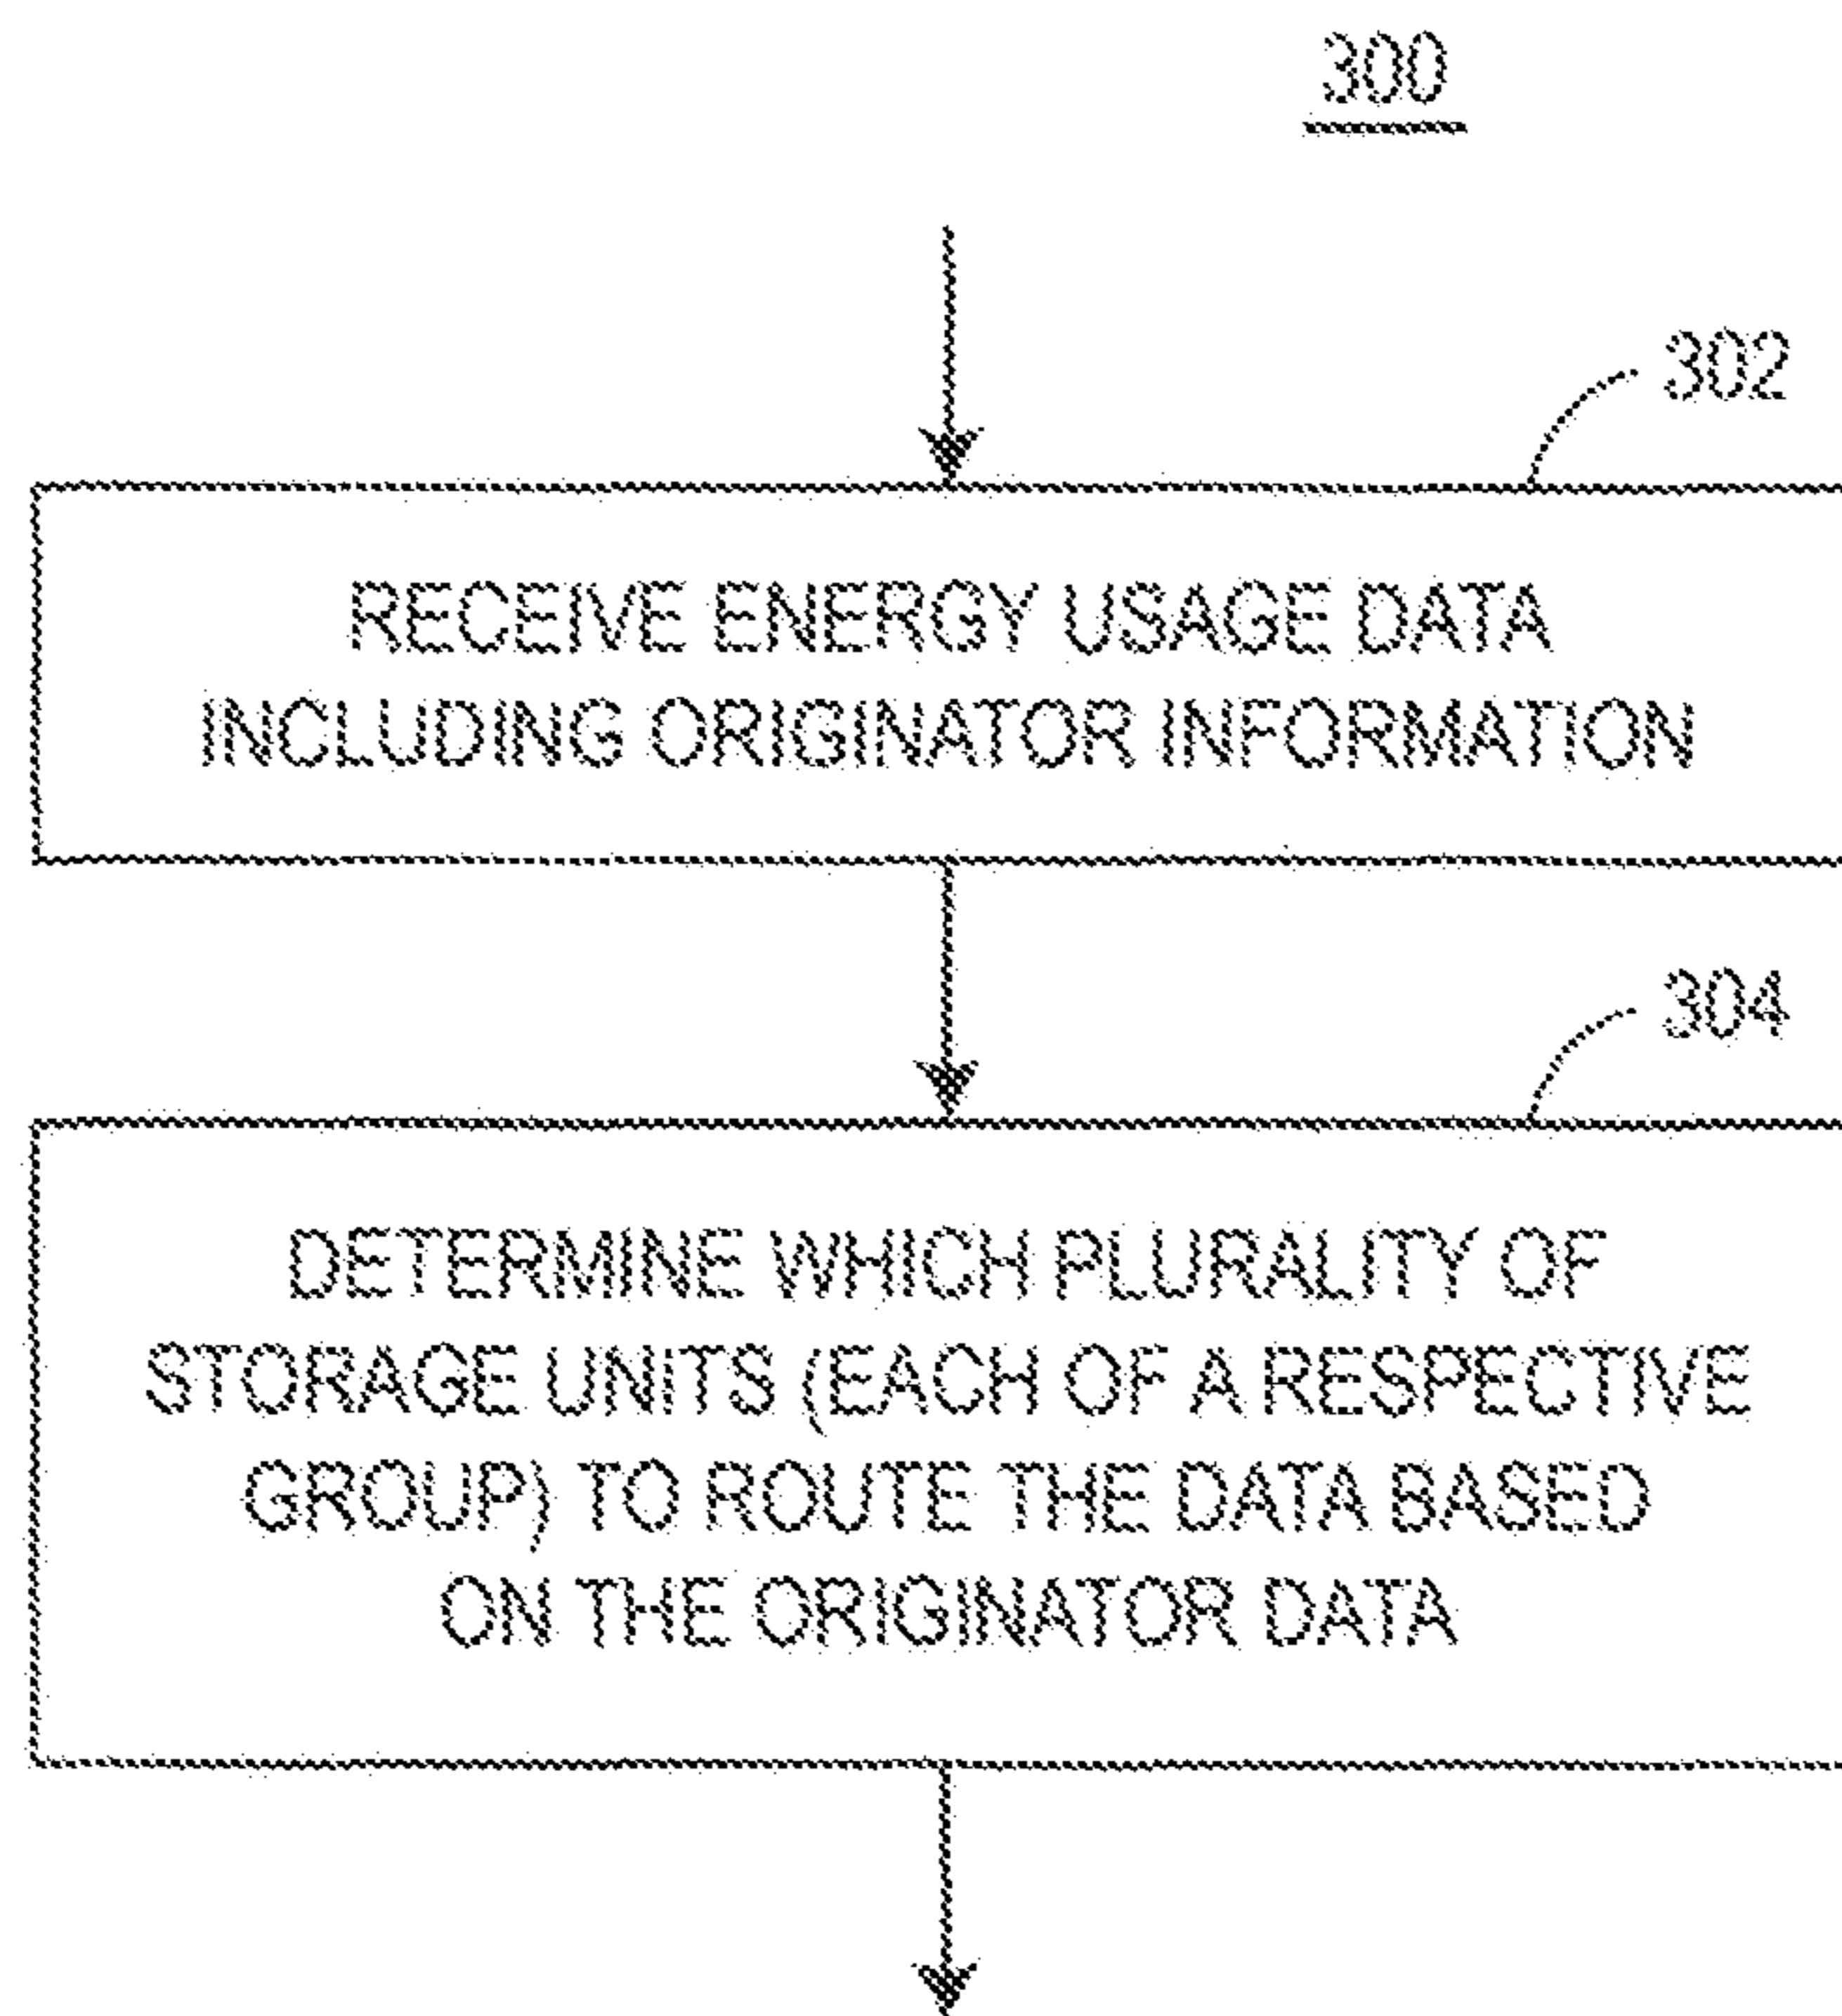 300
302
RECEIVE ENERGY USAGE DATA
INCLUDING ORIGINATOR INFORMATION
304
DETERMINE WHICH PLURALITY OF
STORAGE UNITS (EACH OF A RESPECTIVE
GROUP) TO ROUTE THE DATA BASED
ON THE ORIGINATOR DATA